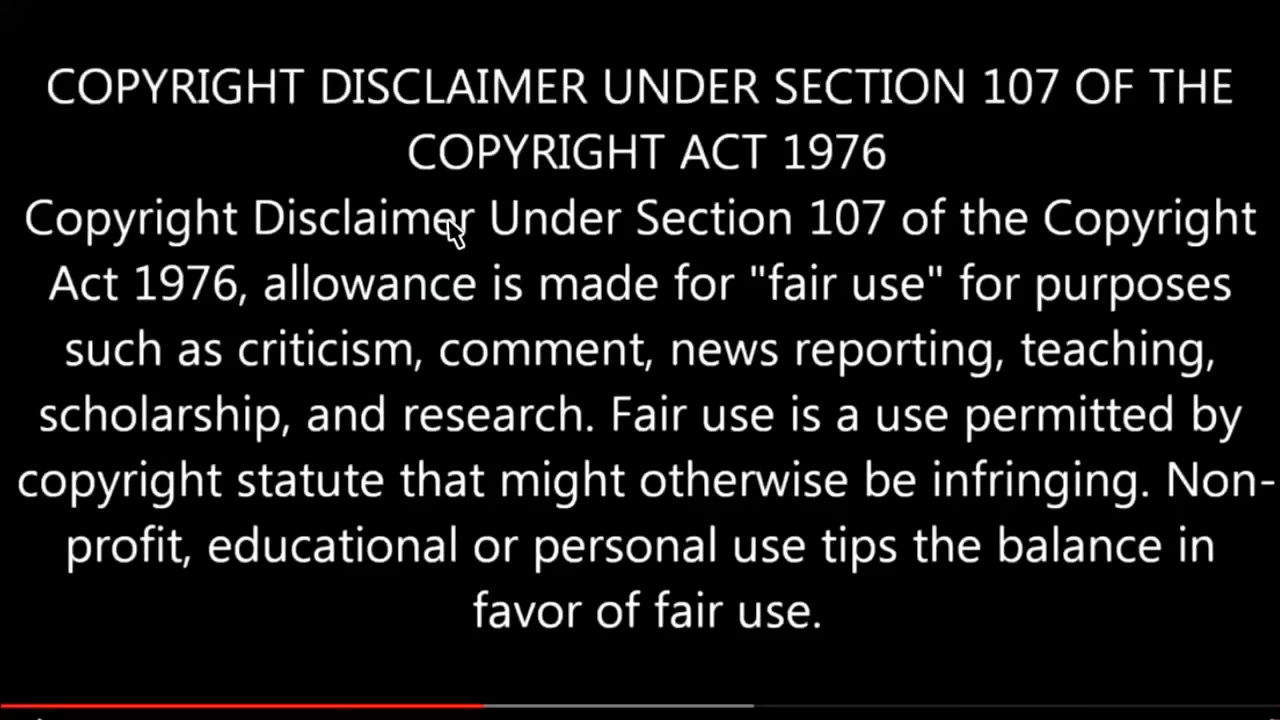 COPYRIGHT DISCLAIMER UNDER SECTION 107 OF THE
COPYRIGHT ACT 1976
Copyright Disclaimer Under Section 107 of the Copyright
Act 1976, allowance is made for "fair use" for purposes
such as criticism, comment, news reporting, teaching,
scholarship, and research. Fair use is a use permitted by
copyright statute that might otherwise be infringing. Non-
profit, educational or personal use tips the balance in
favor of fair use.